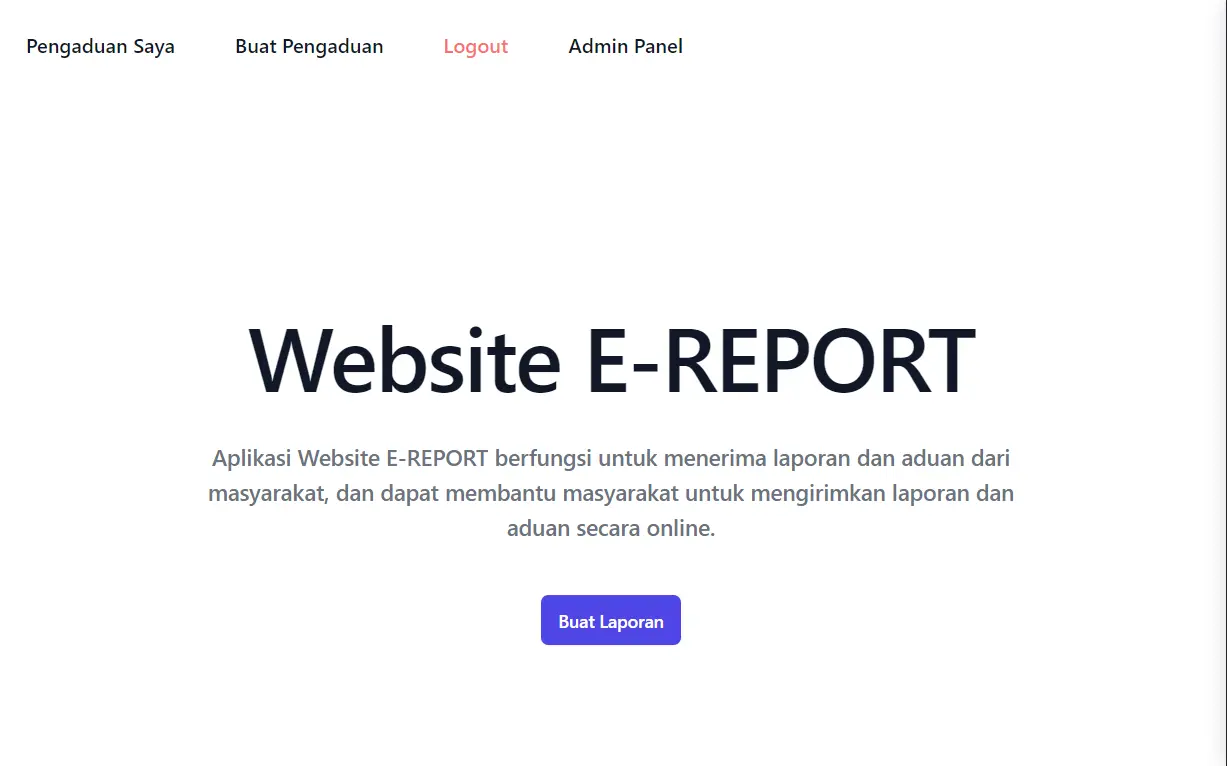 Pengaduan Saya Buat Pengaduan Logout Admin Panel
Website E-REPORT
Aplikasi Website E-REPORT berfungsi untuk menerima laporan dan aduan dari
masyarakat, dan dapat membantu masyarakat untuk mengirimkan laporan dan
aduan secara online.
Buat Laporan